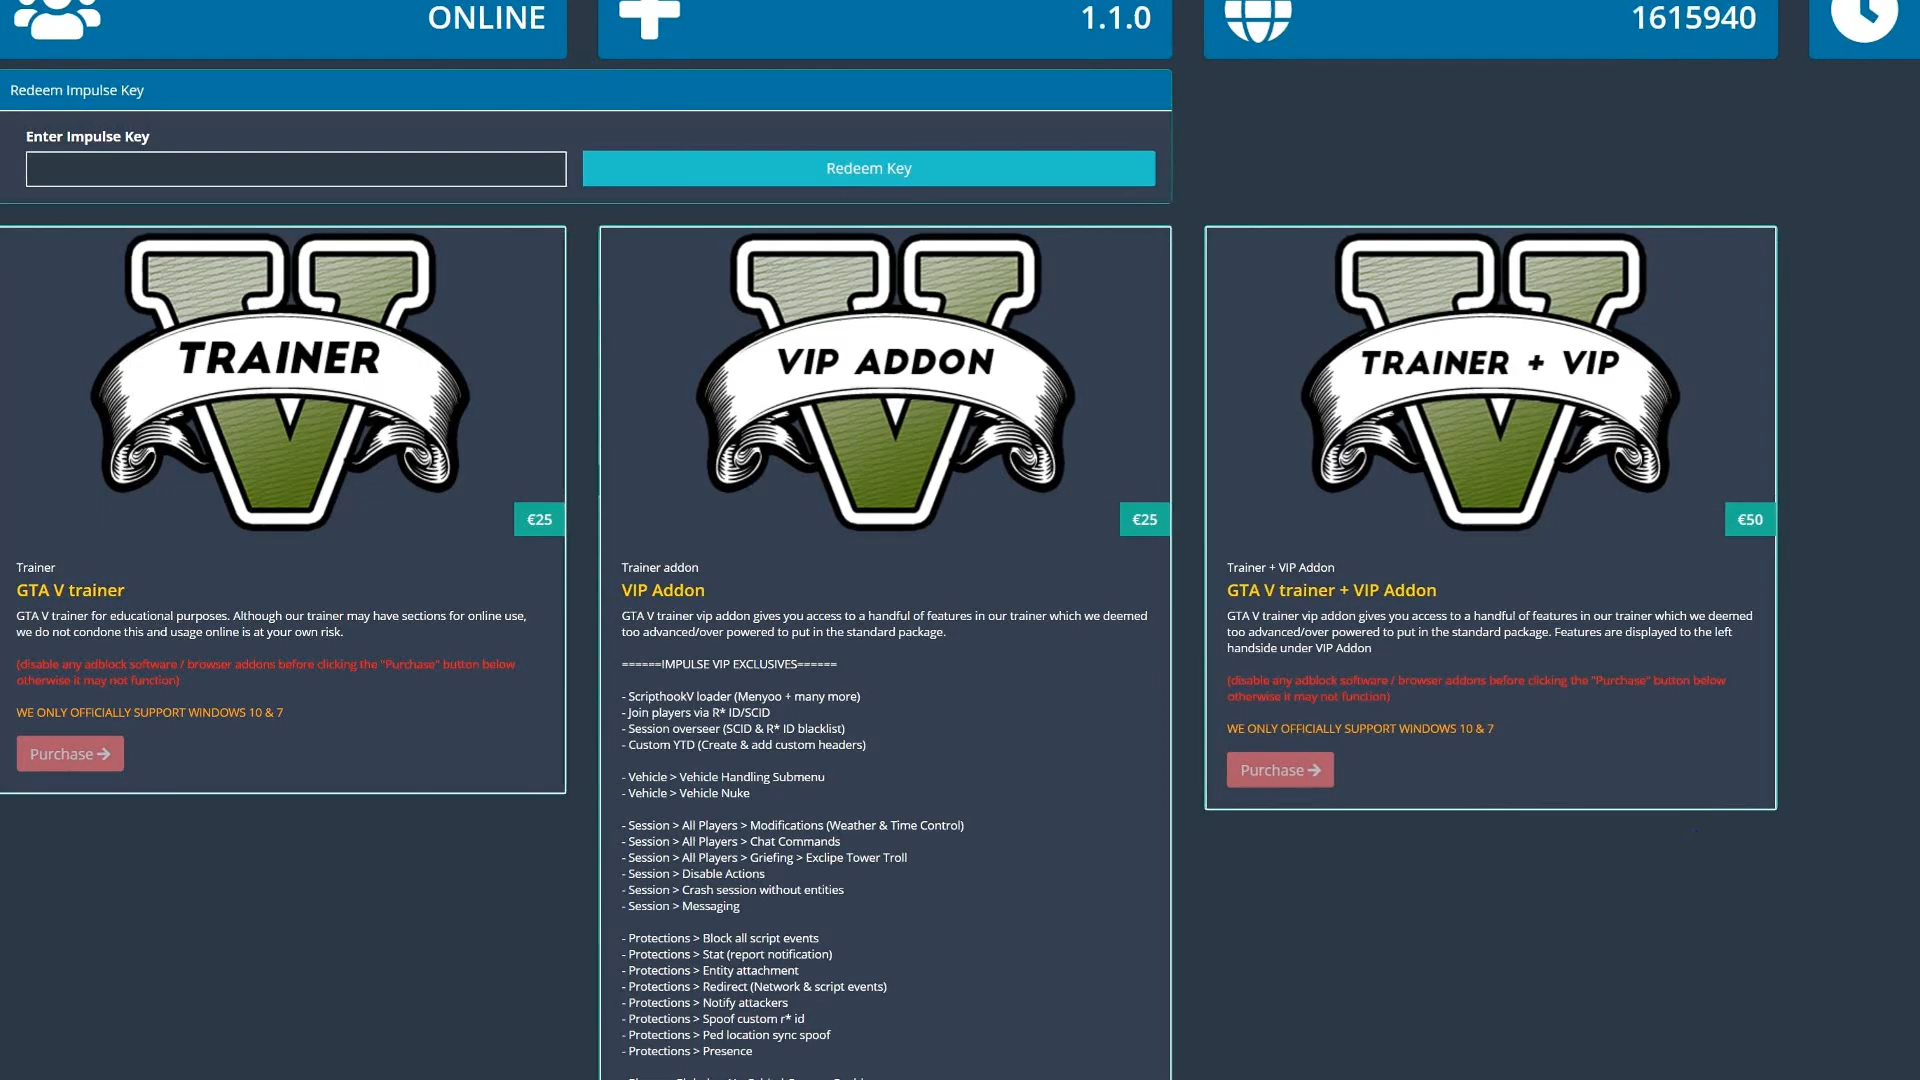 ONLINE
1.1.0
1615940
Redeem Impulse Key
Enter Impulse Key
Redeem Key
TRAINER
€25
Trainer
GTA V trainer
GTA V trainer for educational purposes. Although our trainer may have sections for online use,
we do not condone this and usage online is at your own risk.
(disable any adblock software / browser addons before clicking the "Purchase" button below
otherwise it may not function)
WE ONLY OFFICIALLY SUPPORT WINDOWS 10 & 7
Purchase
VIP ADDON
€25
Trainer addon
VIP Addon
GTA V trainer vip addon gives you access to a handful of features in our trainer which we deemed
too advanced/over powered to put in the standard package.
======IMPULSE VIP EXCLUSIVES======
- ScripthookV loader (Menyoo + many more)
- Join players via R* ID/SCID
- Session overseer (SCID & R* ID blacklist)
- Custom YTD (Create & add custom headers)
- Vehicle > Vehicle Handling Submenu
- Vehicle > Vehicle Nuke
- Session > All Players > Modifications (Weather & Time Control)
- Session > All Players > Chat Commands
- Session > All Players > Griefing > Exclipe Tower Troll
- Session > Disable Actions
- Session > Crash session without entities
- Session > Messaging
- Protections > Block all script events
- Protections > Stat (report notification)
- Protections > Entity attachment
- Protections > Redirect (Network & script events)
- Protections > Notify attackers
- Protections > Spoof custom r* id
- Protections > Ped location sync spoof
- Protections > Presence
TRAINER + VIP
€50
Trainer + VIP Addon
GTA V trainer + VIP Addon
GTA V trainer vip addon gives you access to a handful of features in our trainer which we deemed
too advanced/over powered to put in the standard package. Features are displayed to the left
handside under VIP Addon
(disable any adblock software / browser addons before clicking the "Purchase" button below
otherwise it may not function)
WE ONLY OFFICIALLY SUPPORT WINDOWS 10 & 7
Purchase